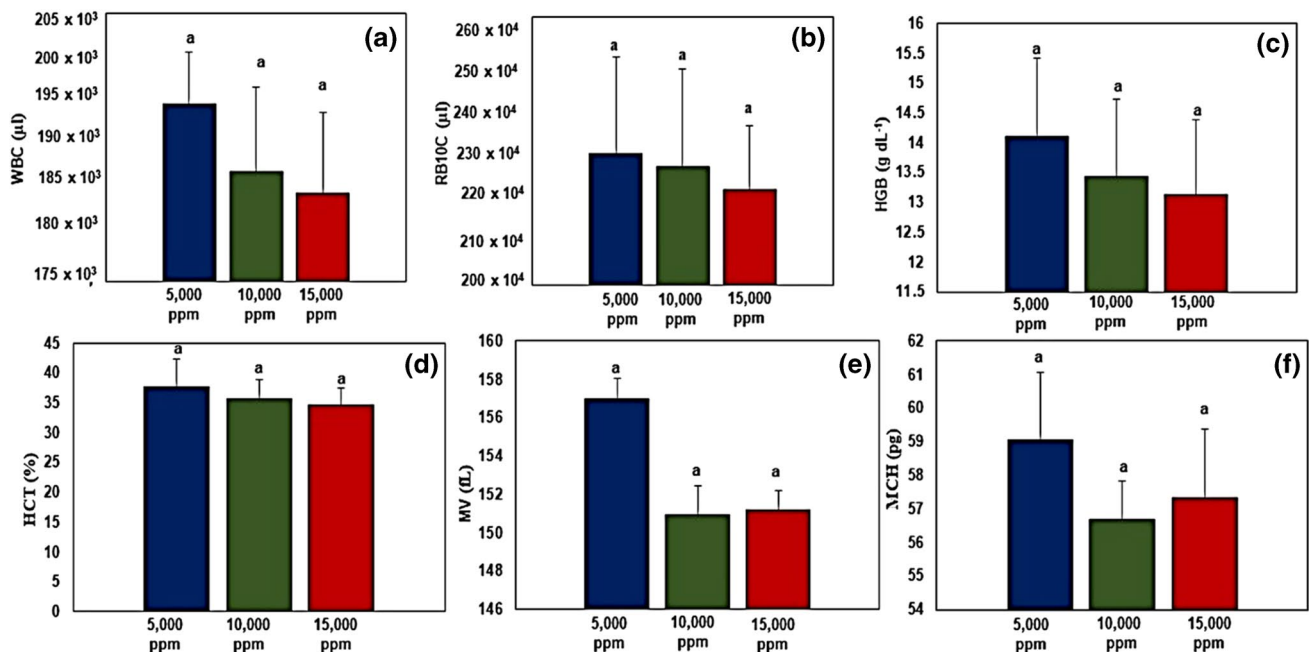 (a)
WBC (µl)
205 x 10³
200 x 10³
195 x 10³
190 x 10³
185 x 10³
180 x 10³
175 x 10³
a
a
a
5,000
ppm
10,000
ppm
15,000
ppm
(b)
RB10C (µl)
260 x 10⁴
250 x 10⁴
240 x 10⁴
230 x 10⁴
220 x 10⁴
210 x 10⁴
200 x 10⁴
a
a
a
5,000
ppm
10,000
ppm
15,000
ppm
(c)
HGB (g dL⁻¹)
16
15.5
15
14.5
14
13.5
13
12.5
12
11.5
a
a
a
5,000
ppm
10,000
ppm
15,000
ppm
(d)
HCT (%)
45
40
35
30
25
20
15
10
5
0
a
a
a
5,000
ppm
10,000
ppm
15,000
ppm
(e)
MV (fL)
160
158
156
154
152
150
148
146
a
a
a
5,000
ppm
10,000
ppm
15,000
ppm
(f)
MCH (pg)
62
61
60
59
58
57
56
55
54
a
a
a
5,000
ppm
10,000
ppm
15,000
ppm